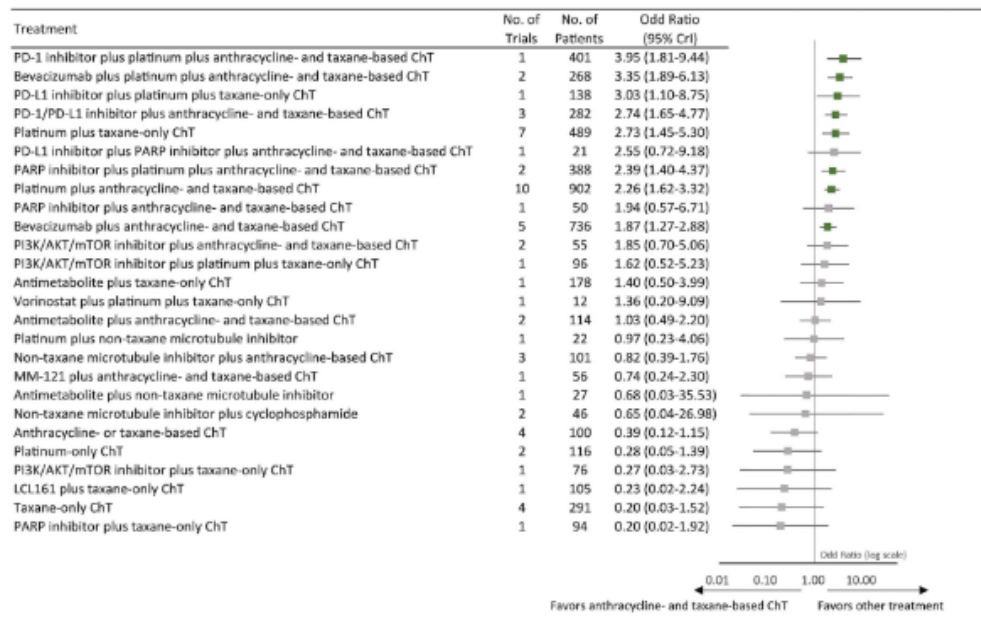 No. of No. of Odd Ratio
Treatment Trials Patients (95% CrI)
PD-1 inhibitor plus platinum plus anthracycline- and taxane-based ChT 1 401 3.95 (1.81-9.44)
Bevacizumab plus platinum plus anthracycline- and taxane-based ChT 2 268 3.35 (1.89-6.13)
PD-L1 inhibitor plus platinum plus taxane-only ChT 1 138 3.03 (1.10-8.75)
PD-1/PD-L1 inhibitor plus anthracycline- and taxane-based ChT 3 282 2.74 (1.65-4.77)
Platinum plus taxane-only ChT 7 489 2.73 (1.45-5.30)
PD-L1 inhibitor plus PARP inhibitor plus anthracycline- and taxane-based ChT 1 21 2.55 (0.72-9.18)
PARP inhibitor plus platinum plus anthracycline- and taxane-based ChT 2 388 2.39 (1.40-4.37)
Platinum plus anthracycline- and taxane-based ChT 10 902 2.26 (1.62-3.32)
PARP inhibitor plus anthracycline- and taxane-based ChT 1 50 1.94 (0.57-6.71)
Bevacizumab plus anthracycline- and taxane-based ChT 5 736 1.87 (1.27-2.88)
PI3K/AKT/mTOR inhibitor plus anthracycline- and taxane-based ChT 2 55 1.85 (0.70-5.06)
PI3K/AKT/mTOR inhibitor plus platinum plus taxane-only ChT 1 96 1.62 (0.52-5.23)
Antimetabolite plus taxane-only ChT 1 178 1.40 (0.50-3.99)
Vorinostat plus platinum plus taxane-only ChT 1 12 1.36 (0.20-9.09)
Antimetabolite plus anthracycline- and taxane-based ChT 2 114 1.03 (0.49-2.20)
Platinum plus non-taxane microtubule inhibitor 1 22 0.97 (0.23-4.06)
Non-taxane microtubule inhibitor plus anthracycline-based ChT 3 101 0.82 (0.39-1.76)
MM-121 plus anthracycline- and taxane-based ChT 1 56 0.74 (0.24-2.30)
Antimetabolite plus non-taxane microtubule inhibitor 1 27 0.68 (0.03-35.53)
Non-taxane microtubule inhibitor plus cyclophosphamide 2 46 0.65 (0.04-26.98)
Anthracycline- or taxane-based ChT 4 100 0.39 (0.12-1.15)
Platinum-only ChT 2 116 0.28 (0.05-1.39)
PI3K/AKT/mTOR inhibitor plus taxane-only ChT 1 76 0.27 (0.03-2.73)
LCL161 plus taxane-only ChT 1 105 0.23 (0.02-2.24)
Taxane-only ChT 4 291 0.20 (0.03-1.52)
PARP inhibitor plus taxane-only ChT 1 94 0.20 (0.02-1.92)
Odd Ratio (log scale)
0.01 0.10 1.00 10.00
Favors anthracycline- and taxane-based ChT Favors other treatment